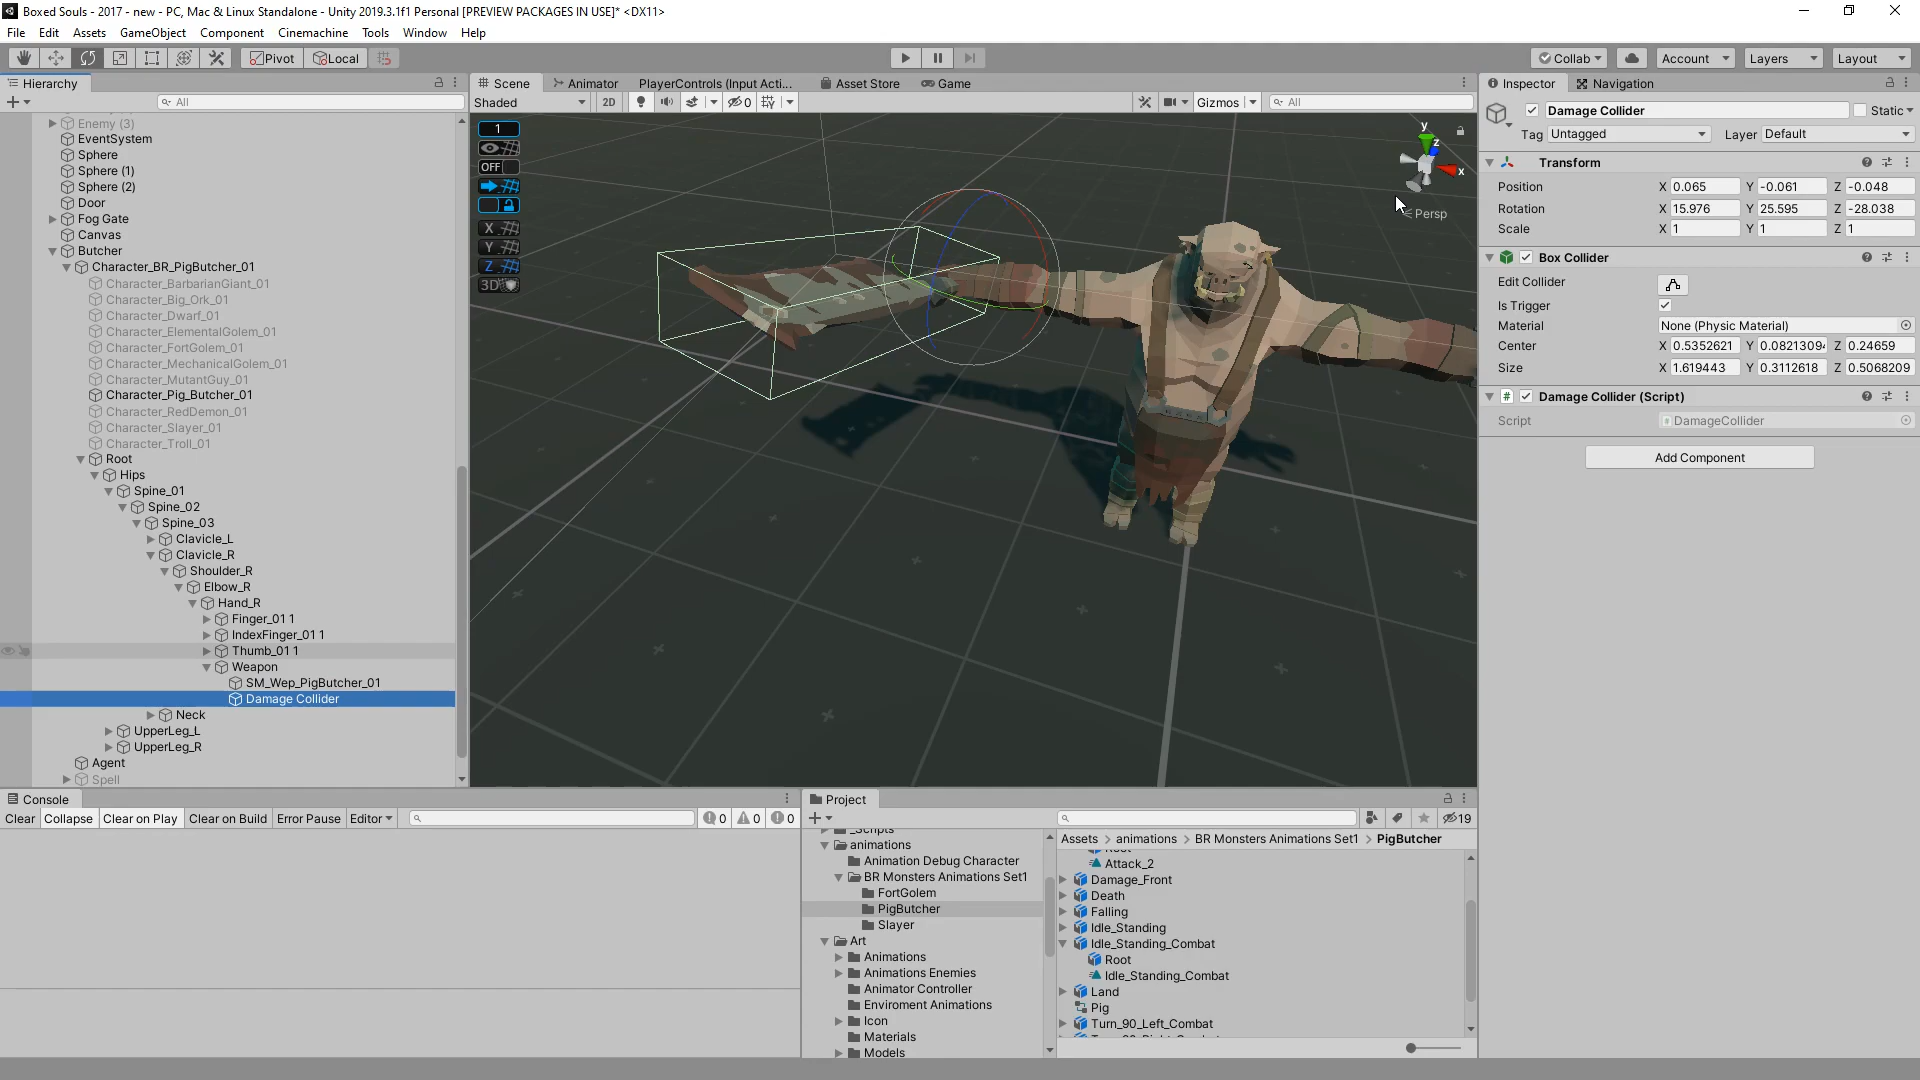 Boxed Souls - 2017 - new - PC, Mac & Linux Standalone - Unity 2019.3.1f1 Personal [PREVIEW PACKAGES IN USE]* <DX11>
File Edit Assets GameObject Component Cinemachine Tools Window Help
Pivot Local Collab Account Layers Layout
Hierarchy
All
Enemy (3)
EventSystem
Sphere
Sphere (1)
Sphere (2)
Door
Fog Gate
Canvas
Butcher
Character_BR_PigButcher_01
Character_BarbarianGiant_01
Character_Big_Ork_01
Character_Dwarf_01
Character_ElementalGolem_01
Character_FortGolem_01
Character_MechanicalGolem_01
Character_MutantGuy_01
Character_Pig_Butcher_01
Character_RedDemon_01
Character_Slayer_01
Character_Troll_01
Root
Hips
Spine_01
Spine_02
Spine_03
Clavicle_L
Clavicle_R
Shoulder_R
Elbow_R
Hand_R
Finger_01 1
IndexFinger_01 1
Thumb_01 1
Weapon
SM_Wep_PigButcher_01
Damage Collider
Neck
UpperLeg_L
UpperLeg_R
Agent
Spell
Scene Animator PlayerControls (Input Acti... Asset Store Game
Shaded 2D 0 Gizmos All
1
OFF
X
Y
Z
3D
y
z
x
Persp
Inspector Navigation
Damage Collider Static
Tag Untagged Layer Default
Transform
Position X 0.065 Y -0.061 Z -0.048
Rotation X 15.976 Y 25.595 Z -28.038
Scale X 1 Y 1 Z 1
Box Collider
Edit Collider
Is Trigger
Material None (Physic Material)
Center X 0.5352621 Y 0.0821309 Z 0.24659
Size X 1.619443 Y 0.3112618 Z 0.5068209
Damage Collider (Script)
Script DamageCollider
Add Component
Console
Clear Collapse Clear on Play Clear on Build Error Pause Editor 0 0 0
Project
19
_Scripts
animations
Animation Debug Character
BR Monsters Animations Set1
FortGolem
PigButcher
Slayer
Art
Animations
Animations Enemies
Animator Controller
Enviroment Animations
Icon
Materials
Models
Assets > animations > BR Monsters Animations Set1 > PigButcher
Root
Attack_2
Damage_Front
Death
Falling
Idle_Standing
Idle_Standing_Combat
Root
Idle_Standing_Combat
Land
Pig
Turn_90_Left_Combat